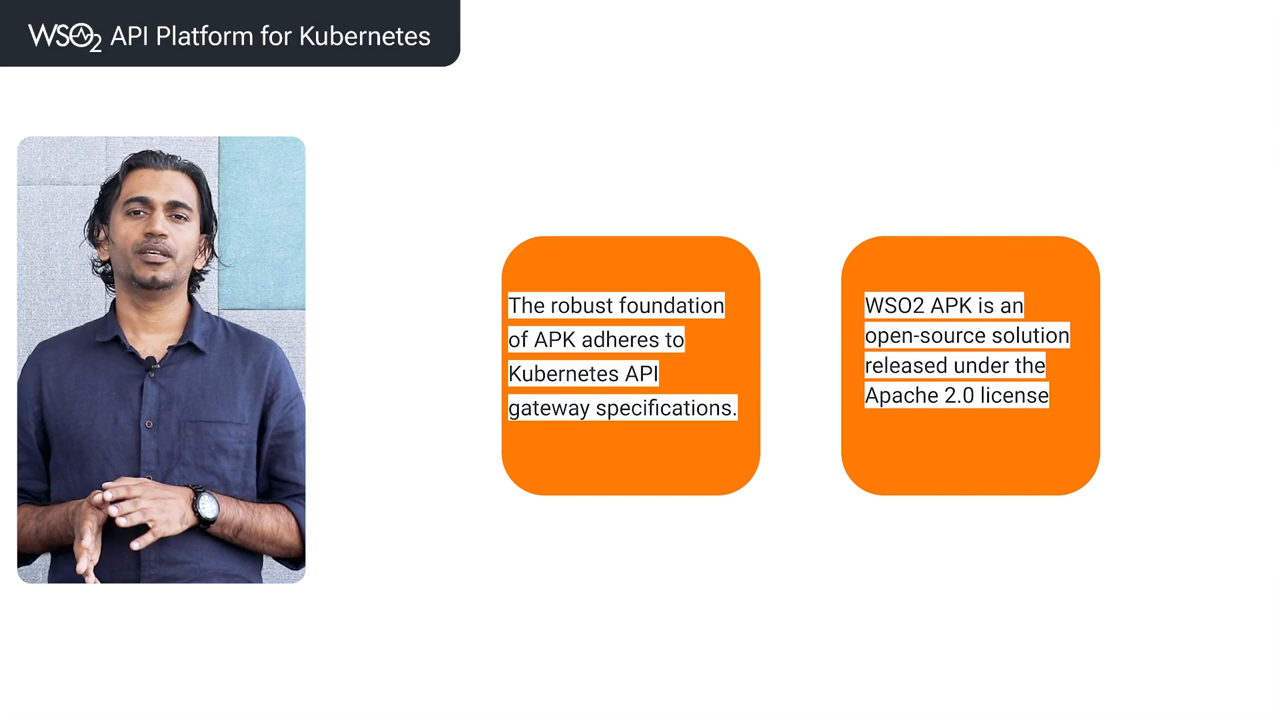 WSO2 API Platform for Kubernetes
The robust foundation
of APK adheres to
Kubernetes API
gateway specifications.
WSO2 APK is an
open-source solution
released under the
Apache 2.0 license